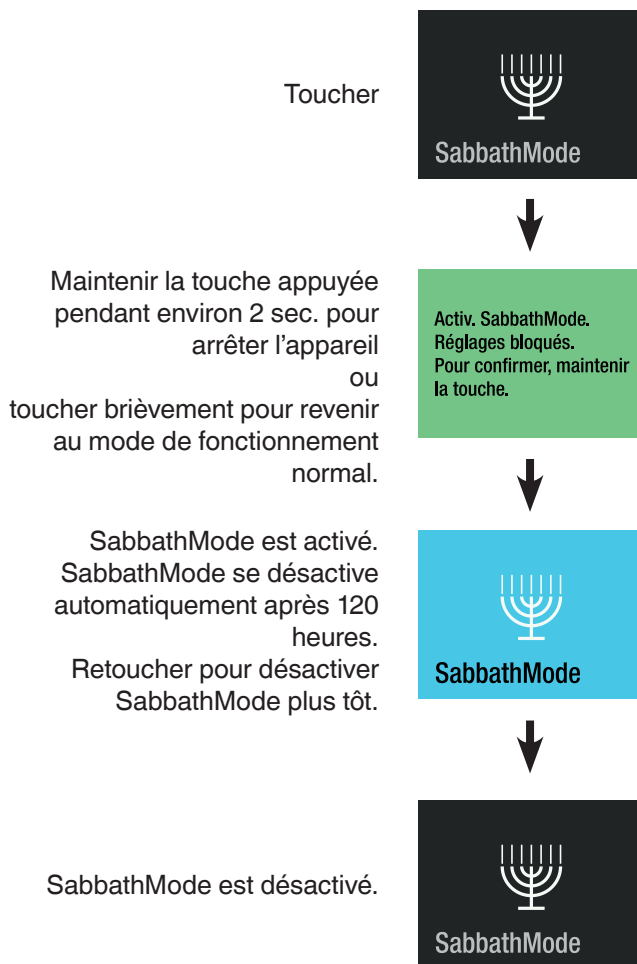 Toucher
SabbathMode
Maintenir la touche appuyée
pendant environ 2 sec. pour
arrêter l'appareil
ou
toucher brièvement pour revenir
au mode de fonctionnement
normal.
Activ. SabbathMode.
Réglages bloqués.
Pour confirmer, maintenir
la touche.
SabbathMode est activé.
SabbathMode se désactive
automatiquement après 120
heures.
Retoucher pour désactiver
SabbathMode plus tôt.
SabbathMode
SabbathMode est désactivé.
SabbathMode